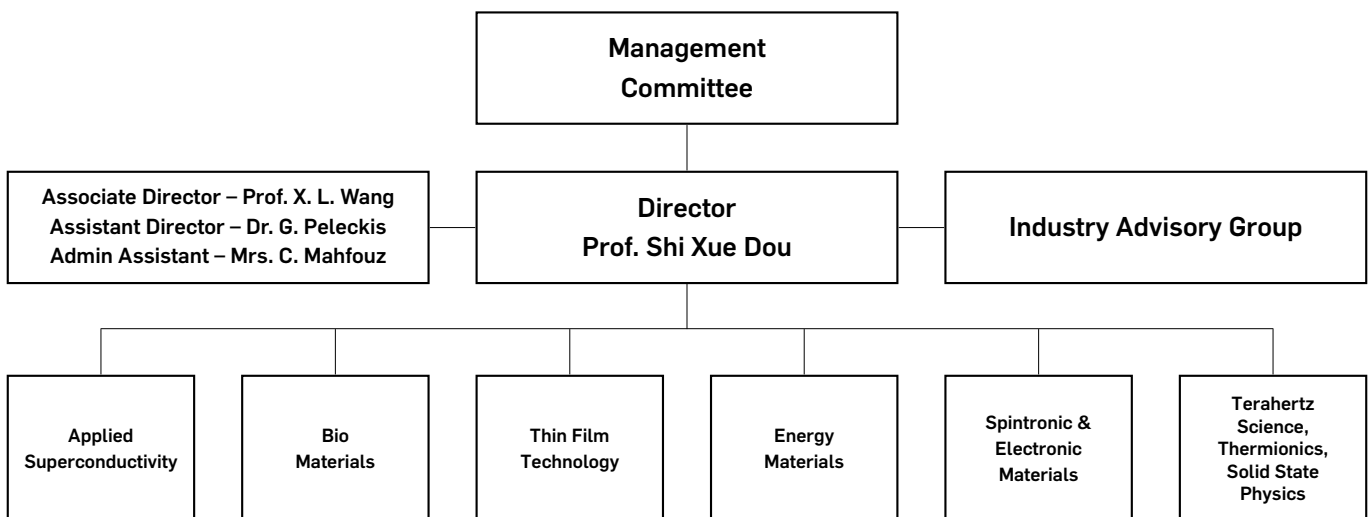 Management
Committee
Associate Director – Prof. X. L. Wang
Assistant Director – Dr. G. Peleckis
Admin Assistant – Mrs. C. Mahfouz
Director
Prof. Shi Xue Dou
Industry Advisory Group
Applied
Superconductivity
Bio
Materials
Thin Film
Technology
Energy
Materials
Spintronic &
Electronic
Materials
Terahertz
Science,
Thermionics,
Solid State
Physics